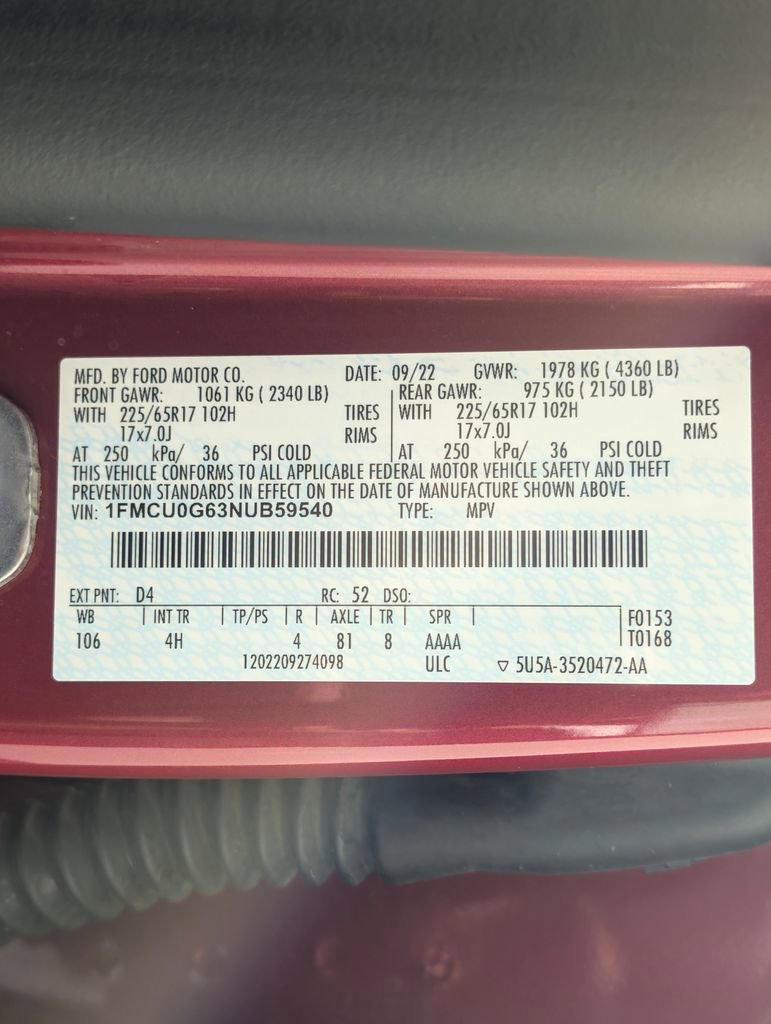 MFD. BY FORD MOTOR CO. DATE: 09/22 GVWR: 1978 KG ( 4360 LB)
FRONT GAWR: 1061 KG ( 2340 LB) REAR GAWR: 975 KG ( 2150 LB)
WITH 225/65R17 102H TIRES WITH 225/65R17 102H TIRES
17x7.0J RIMS 17x7.0J RIMS
AT 250 kPa/ 36 PSI COLD AT 250 kPa/ 36 PSI COLD
THIS VEHICLE CONFORMS TO ALL APPLICABLE FEDERAL MOTOR VEHICLE SAFETY AND THEFT
PREVENTION STANDARDS IN EFFECT ON THE DATE OF MANUFACTURE SHOWN ABOVE.
VIN: 1FMCU0G63NUB59540 TYPE: MPV
EXT PNT: D4 RC: 52 DSO:
WB INT TR TP/PS R AXLE TR SPR F0153
106 4H 4 81 8 AAAA T0168
1202209274098 ULC ▽ 5U5A-3520472-AA